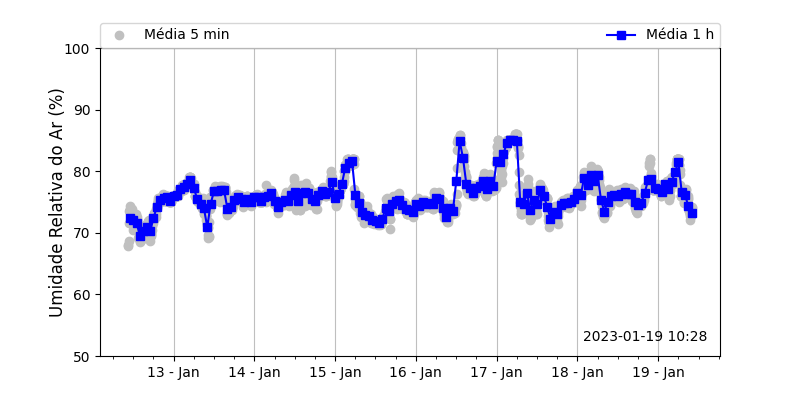 Média 5 min
Média 1 h
Umidade Relativa do Ar (%)
100
90
80
70
60
50
2023-01-19 10:28
13 - Jan
14 - Jan
15 - Jan
16 - Jan
17 - Jan
18 - Jan
19 - Jan